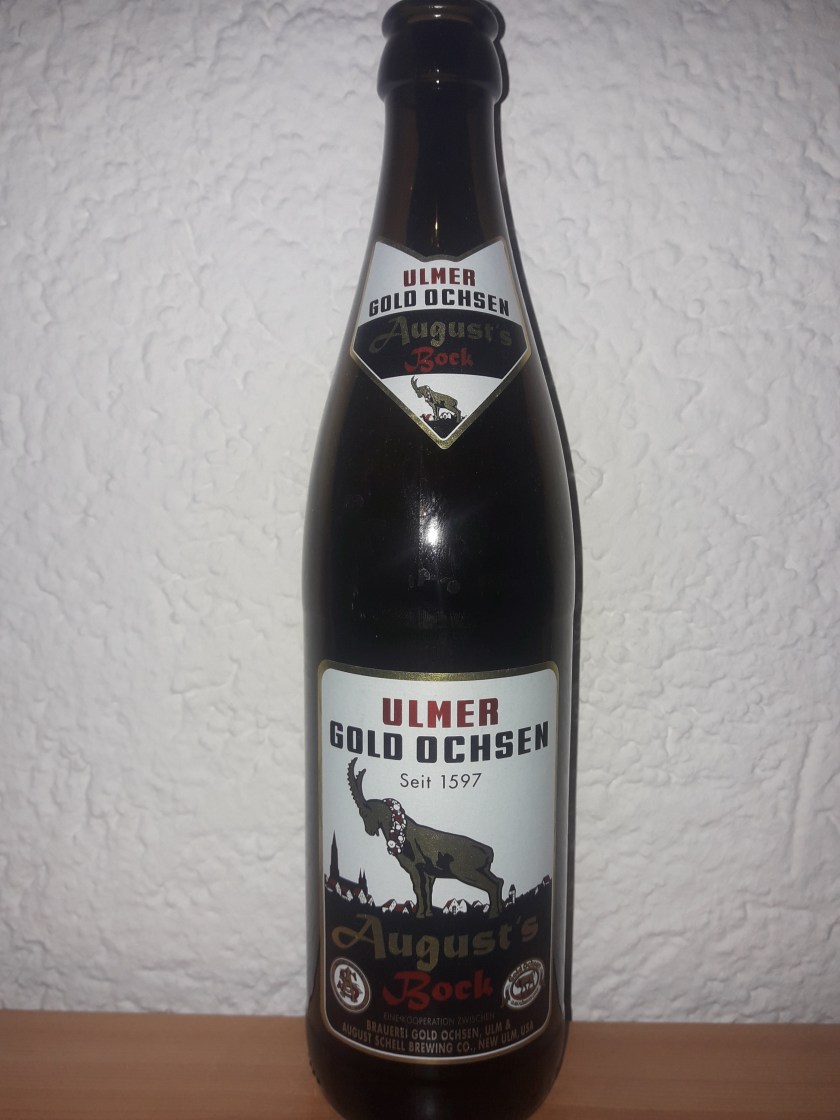 ULMER
GOLD OCHSEN
August's
Bock
ULMER
GOLD OCHSEN
Seit 1597
August's
Bock
EINE KOOPERATION ZWISCHEN
BRAUEREI GOLD OCHSEN, ULM &
AUGUST SCHELL BREWING CO., NEW ULM, USA